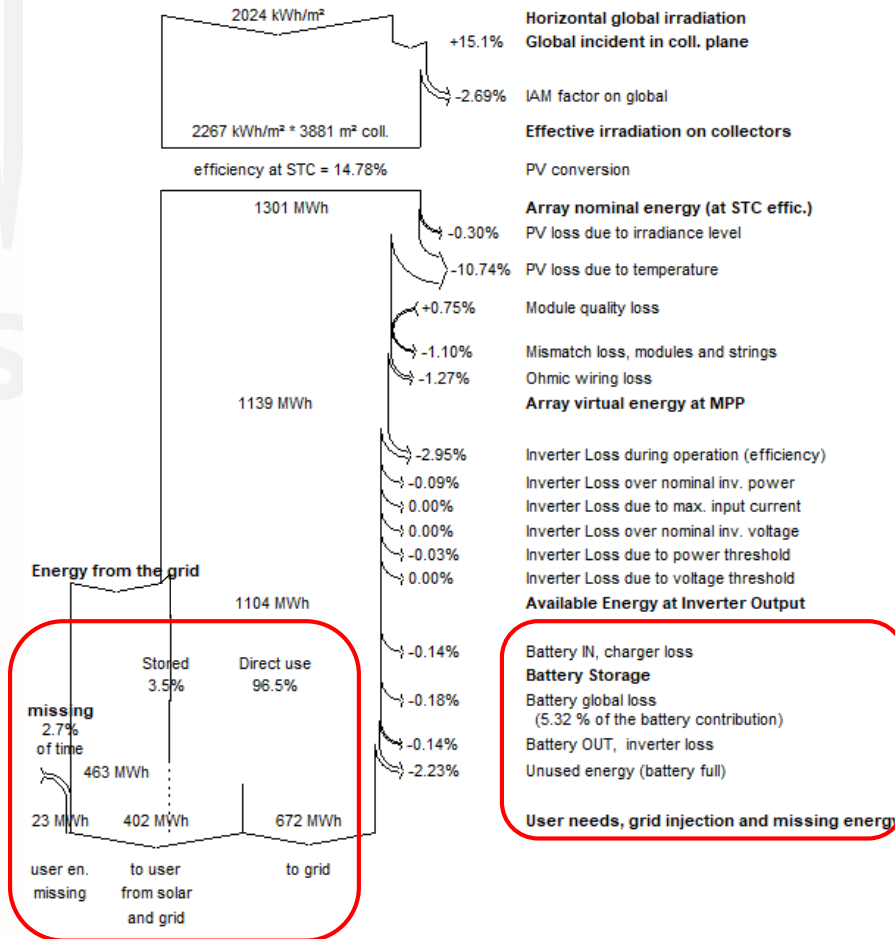 2024 kWh/m²
Horizontal global irradiation
+15.1%
Global incident in coll. plane
-2.69%
IAM factor on global
2267 kWh/m² * 3881 m² coll.
Effective irradiation on collectors
efficiency at STC = 14.78%
PV conversion
1301 MWh
Array nominal energy (at STC effic.)
-0.30%
PV loss due to irradiance level
-10.74%
PV loss due to temperature
+0.75%
Module quality loss
-1.10%
Mismatch loss, modules and strings
-1.27%
Ohmic wiring loss
1139 MWh
Array virtual energy at MPP
-2.95%
Inverter Loss during operation (efficiency)
-0.09%
Inverter Loss over nominal inv. power
0.00%
Inverter Loss due to max. input current
0.00%
Inverter Loss over nominal inv. voltage
-0.03%
Inverter Loss due to power threshold
Energy from the grid
0.00%
Inverter Loss due to voltage threshold
1104 MWh
Available Energy at Inverter Output
-0.14%
Battery IN, charger loss
Stored
3.5%
Direct use
96.5%
Battery Storage
-0.18%
Battery global loss
(5.32 % of the battery contribution)
missing
2.7%
of time
-0.14%
Battery OUT, inverter loss
463 MWh
-2.23%
Unused energy (battery full)
23 MWh
402 MWh
672 MWh
User needs, grid injection and missing energy
user en.
missing
to user
from solar
and grid
to grid